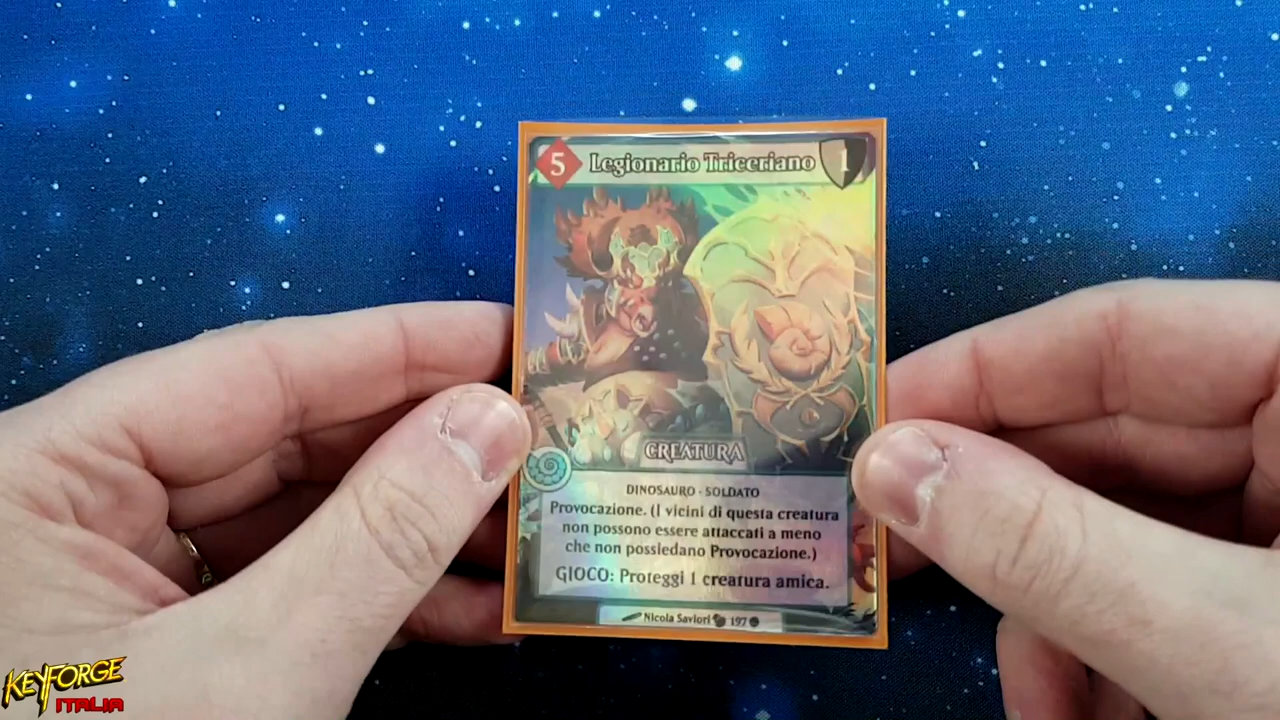 5 Legionario Triceriano 1
CREATURA
DINOSAURO • SOLDATO
Provocazione. (I vicini di questa creatura
non possono essere attaccati a meno
che non possiedano Provocazione.)
GIOCO: Proteggi 1 creatura amica.
Nicola Saviori 197
KEYFORGE
ITALIA